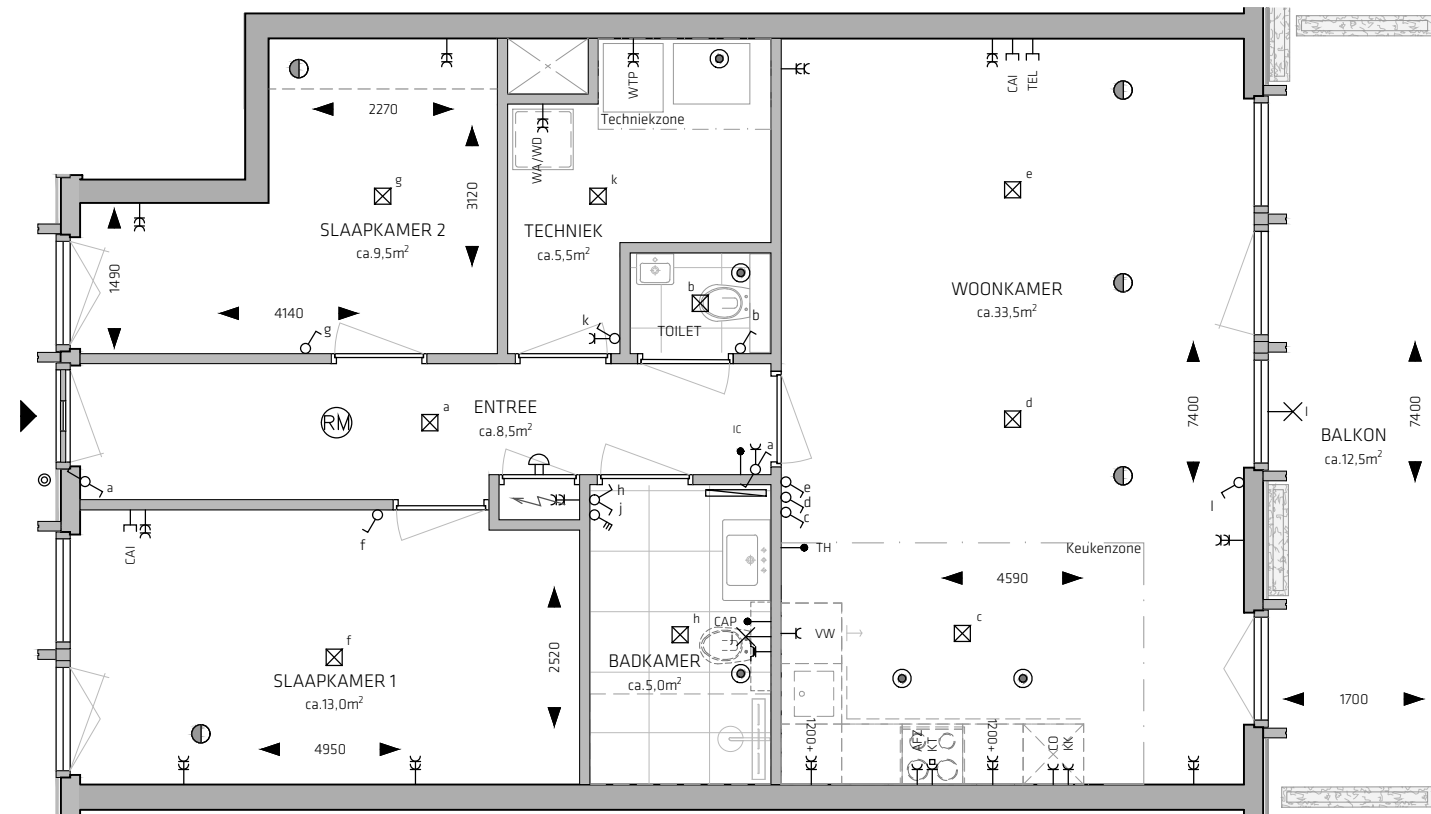 CAI
TEL
WTP
2270
Techniekzone
WA/WD
g
k
e
3120
SLAAPKAMER 2
ca.9,5m²
TECHNIEK
ca.5,5m²
1490
b
WOONKAMER
ca.33,5m²
4140
g
k
TOILET
b
a
ENTREE
ca.8,5m²
RM
d
7400
7400
l
BALKON
ca.12,5m²
IC
a
a
h
j
e
d
c
l
CAI
f
TH
Keukenzone
4590
f
2520
h
CAP
j
VW
c
BADKAMER
ca.5,0m²
SLAAPKAMER 1
ca.13,0m²
1700
4950
1200+
AFZ
KT
1200+
CO
KK